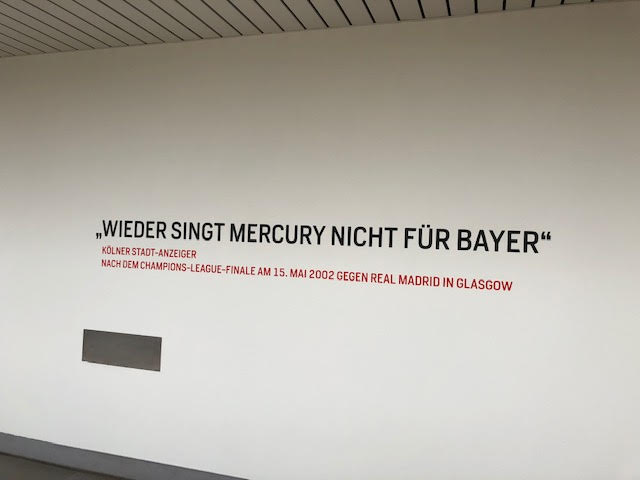 „WIEDER SINGT MERCURY NICHT FÜR BAYER“
KÖLNER STADT-ANZEIGER
NACH DEM CHAMPIONS-LEAGUE-FINALE AM 15. MAI 2002 GEGEN REAL MADRID IN GLASGOW